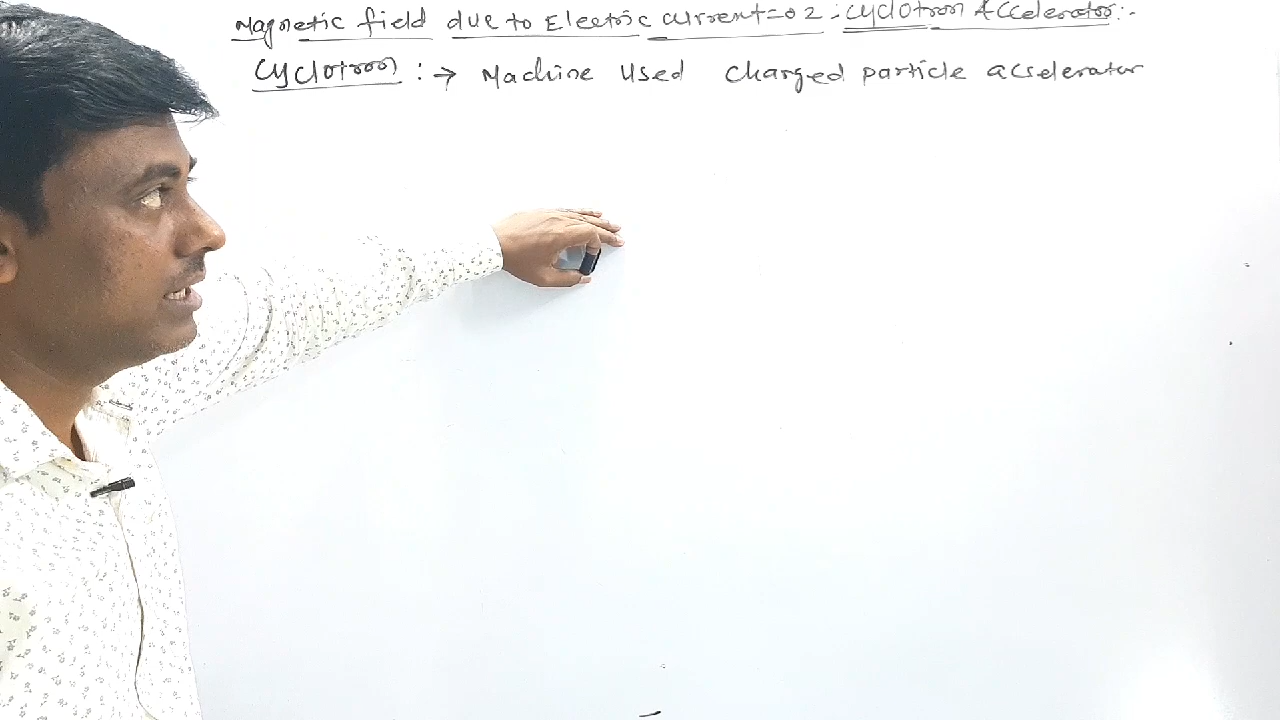 Magnetic field due to Electric current=02:-Cyclotron Accelerator:-
Cyclotron :→ Machine Used Charged particle accelerator